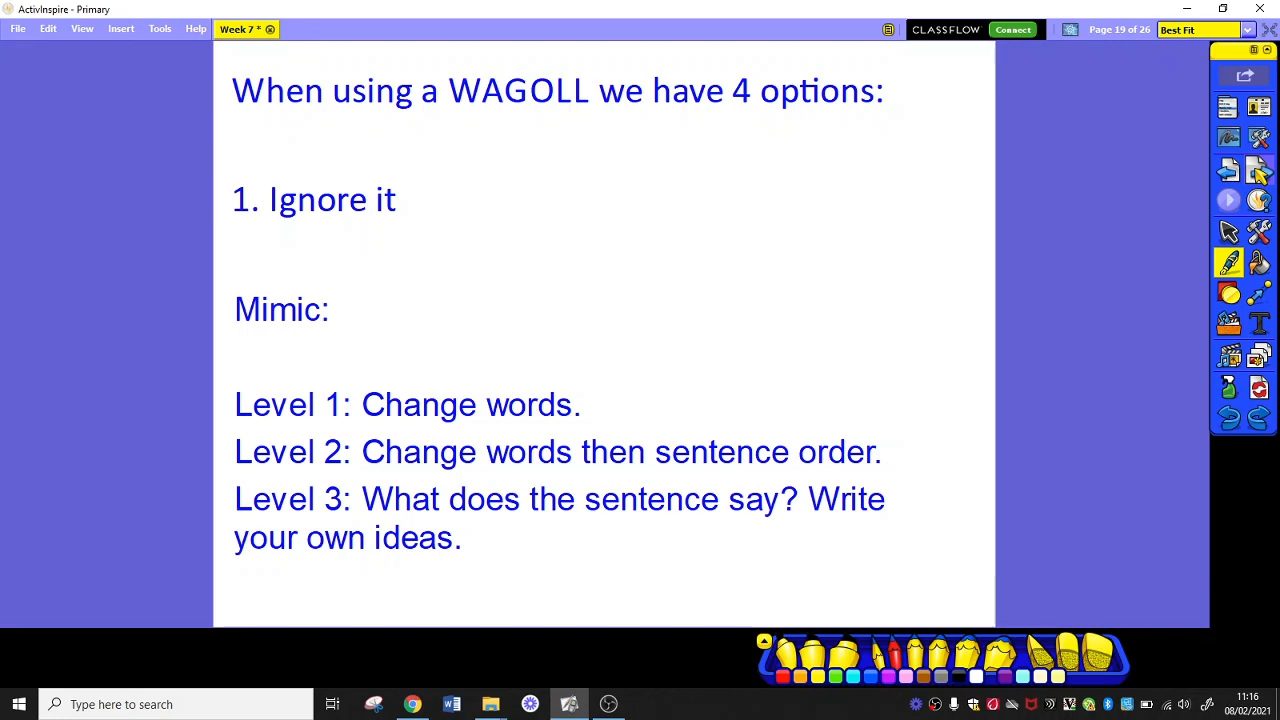 ActivInspire - Primary
File Edit View Insert Tools Help Week 7 * CLASSFLOW Connect Page 19 of 26 Best Fit
When using a WAGOLL we have 4 options:
1. Ignore it
Mimic:
Level 1: Change words.
Level 2: Change words then sentence order.
Level 3: What does the sentence say? Write
your own ideas.
Type here to search
11:16
08/02/2021